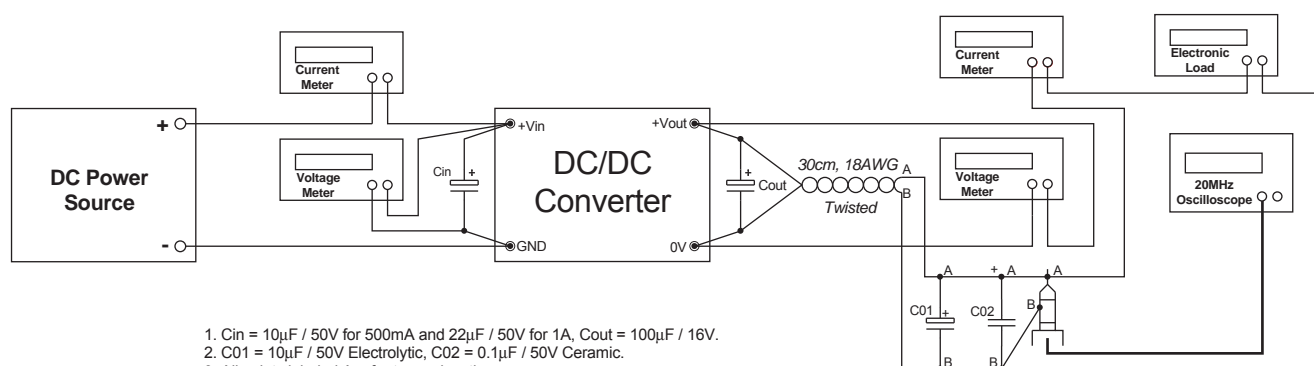 Current
Meter
Current
Meter
Electronic
Load
+
+Vin
+Vout
DC Power
Source
Voltage
Meter
Cin
+
DC/DC
Converter
+
Cout
30cm, 18AWG
Twisted
A
B
Voltage
Meter
20MHz
Oscilloscope
-
GND
0V
A
+ A
A
C01
+
C02
B
B
B
1. Cin = 10µF / 50V for 500mA and 22µF / 50V for 1A, Cout = 100µF / 16V.
2. C01 = 10µF / 50V Electrolytic, C02 = 0.1µF / 50V Ceramic.